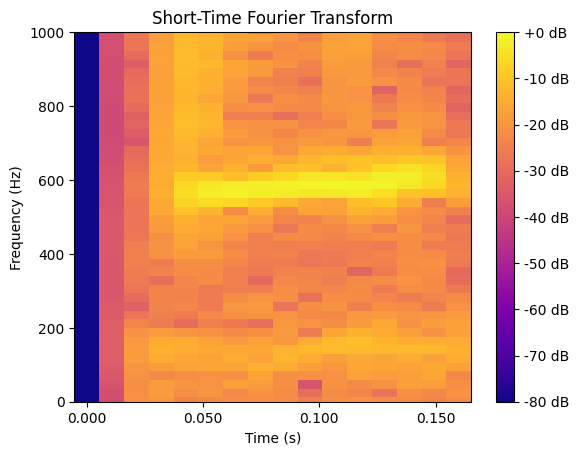 Short-Time Fourier Transform
1000
800
600
400
200
0
Frequency (Hz)
0.000
0.050
0.100
0.150
Time (s)
+0 dB
-10 dB
-20 dB
-30 dB
-40 dB
-50 dB
-60 dB
-70 dB
-80 dB